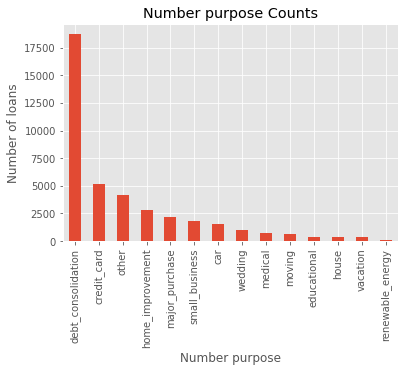 Number purpose Counts
Number of loans
17500
15000
12500
10000
7500
5000
2500
0
debt_consolidation
credit_card
other
home_improvement
major_purchase
small_business
car
wedding
medical
moving
educational
house
vacation
renewable_energy
Number purpose